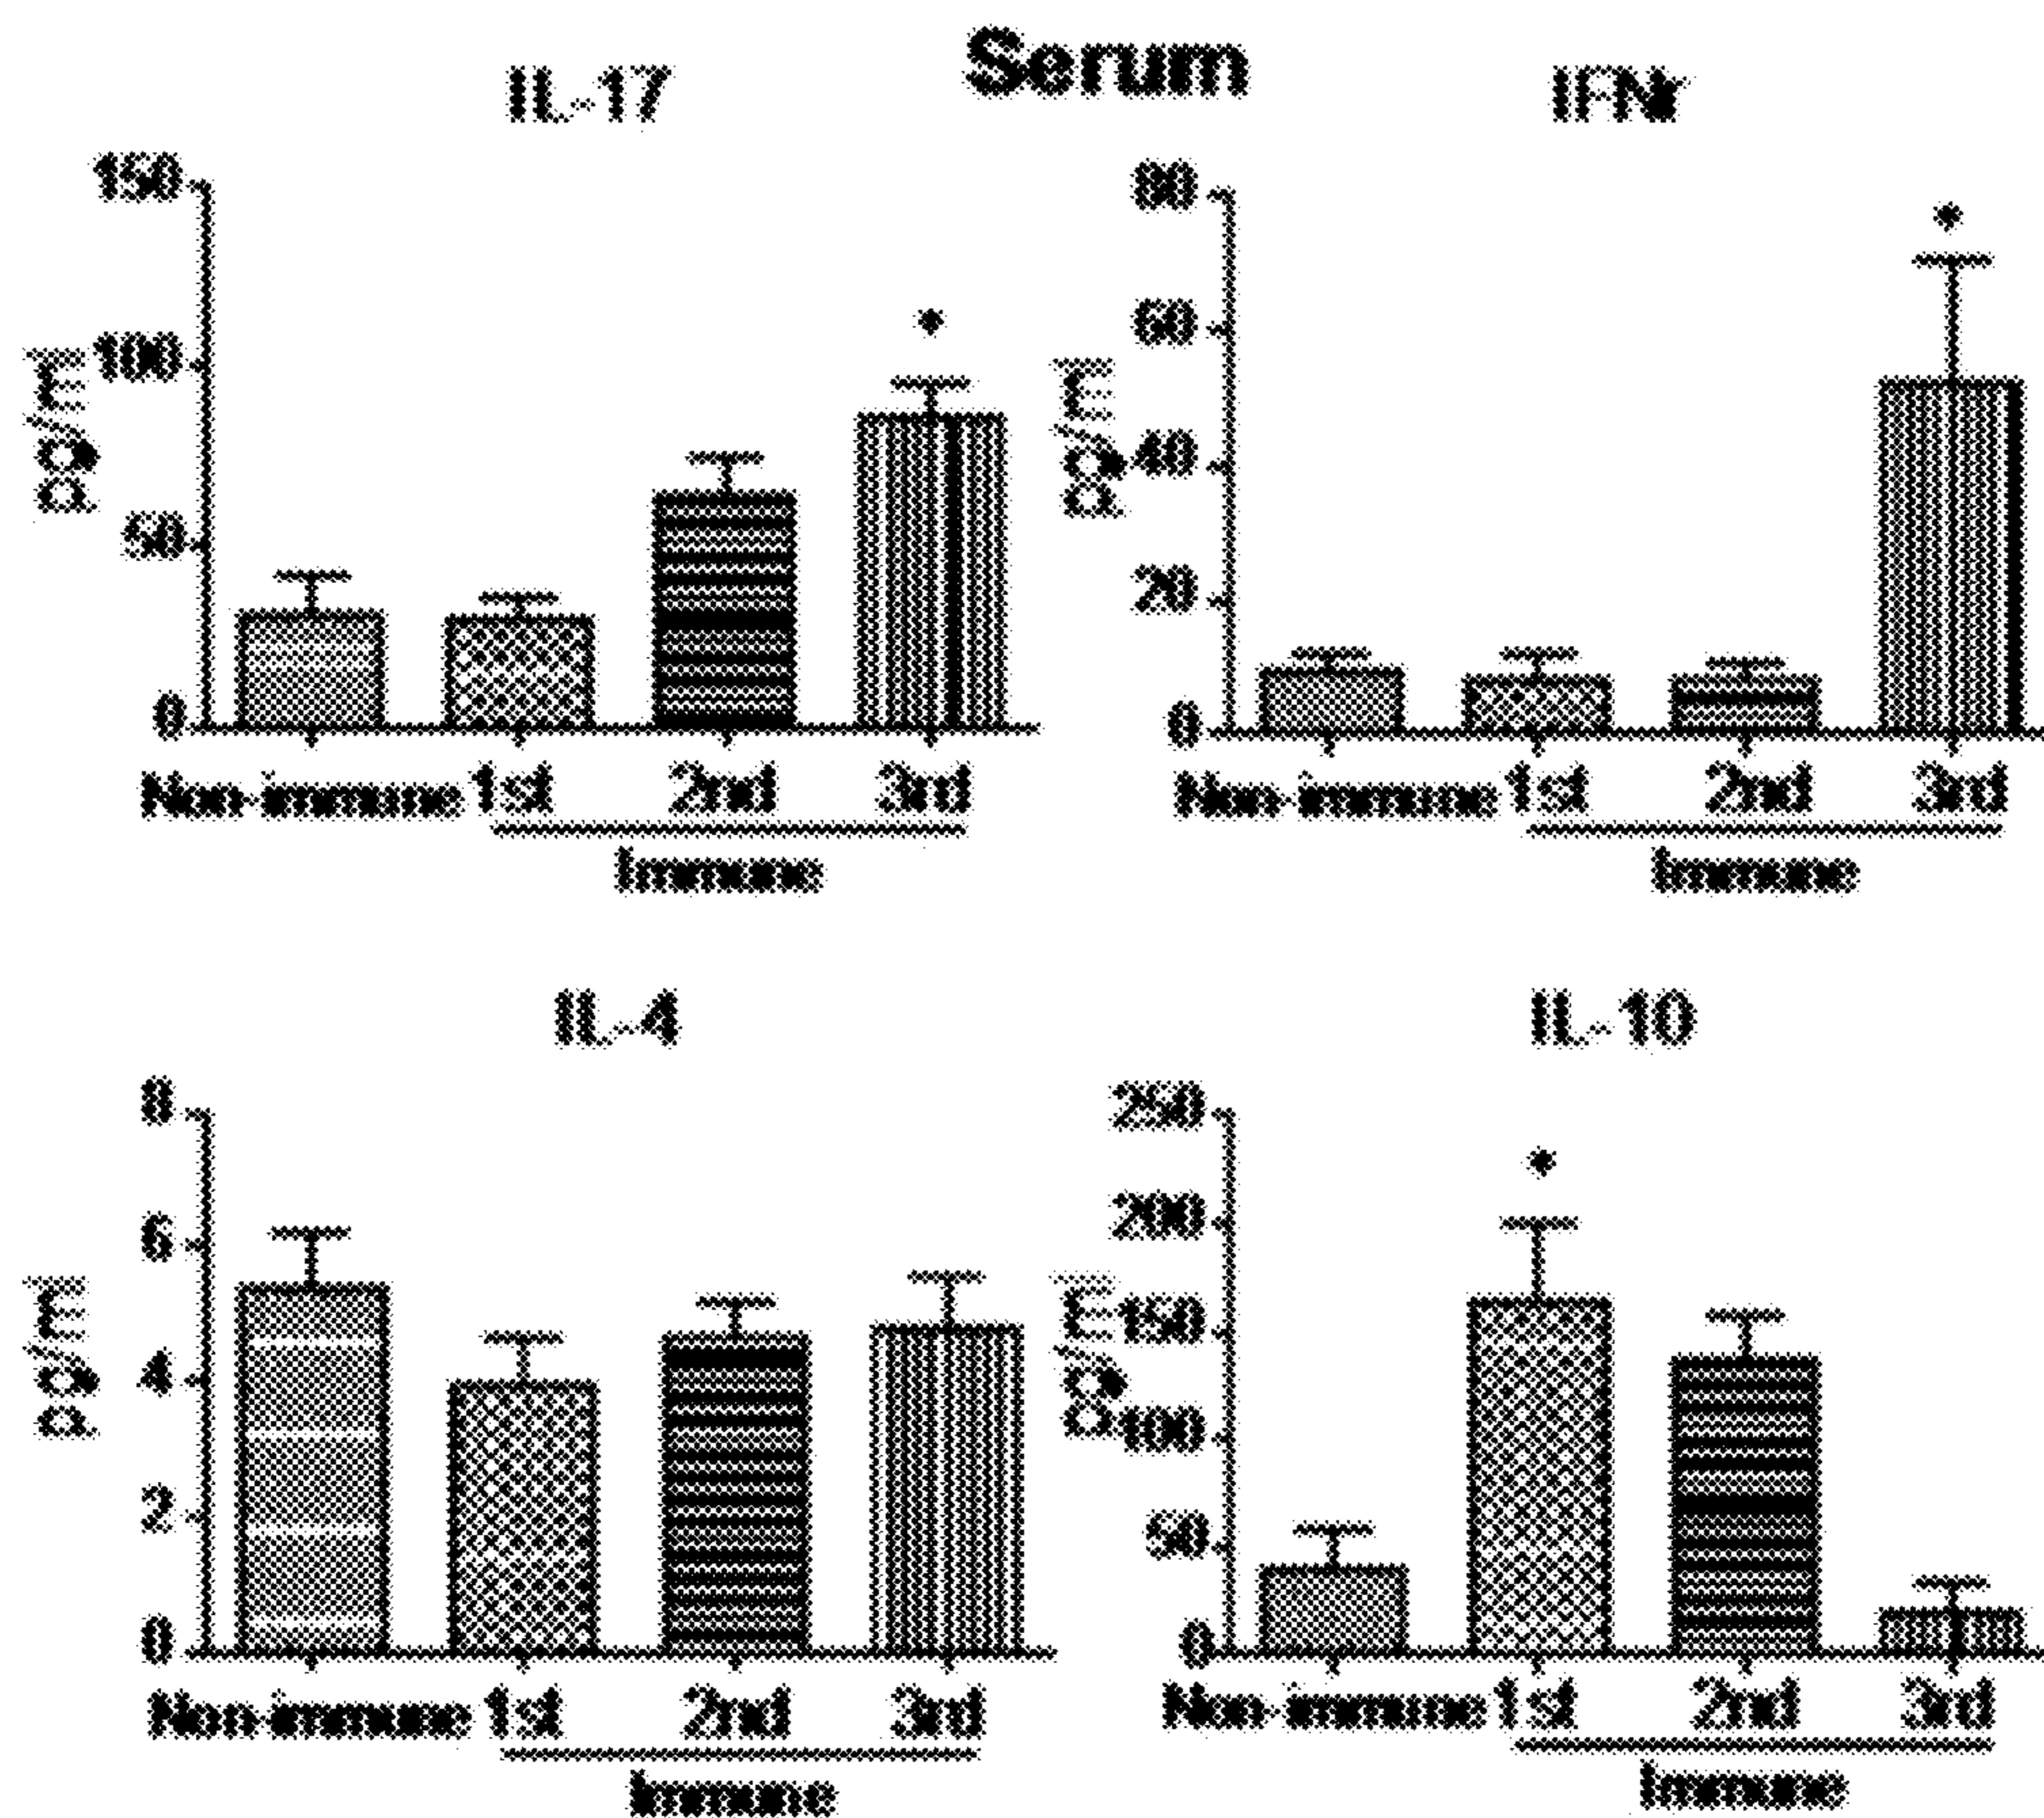 Serum
IL-17
150
100
50
0
pg/ml
Non-immune 1st 2nd 3rd
Immune
IFNr
80
60
40
20
0
pg/ml
*
*
Non-immune 1st 2nd 3rd
Immune
IL-4
8
6
4
2
0
pg/ml
Non-immune 1st 2nd 3rd
Immune
IL-10
250
200
150
100
50
0
pg/ml
*
Non-immune 1st 2nd 3rd
Immune